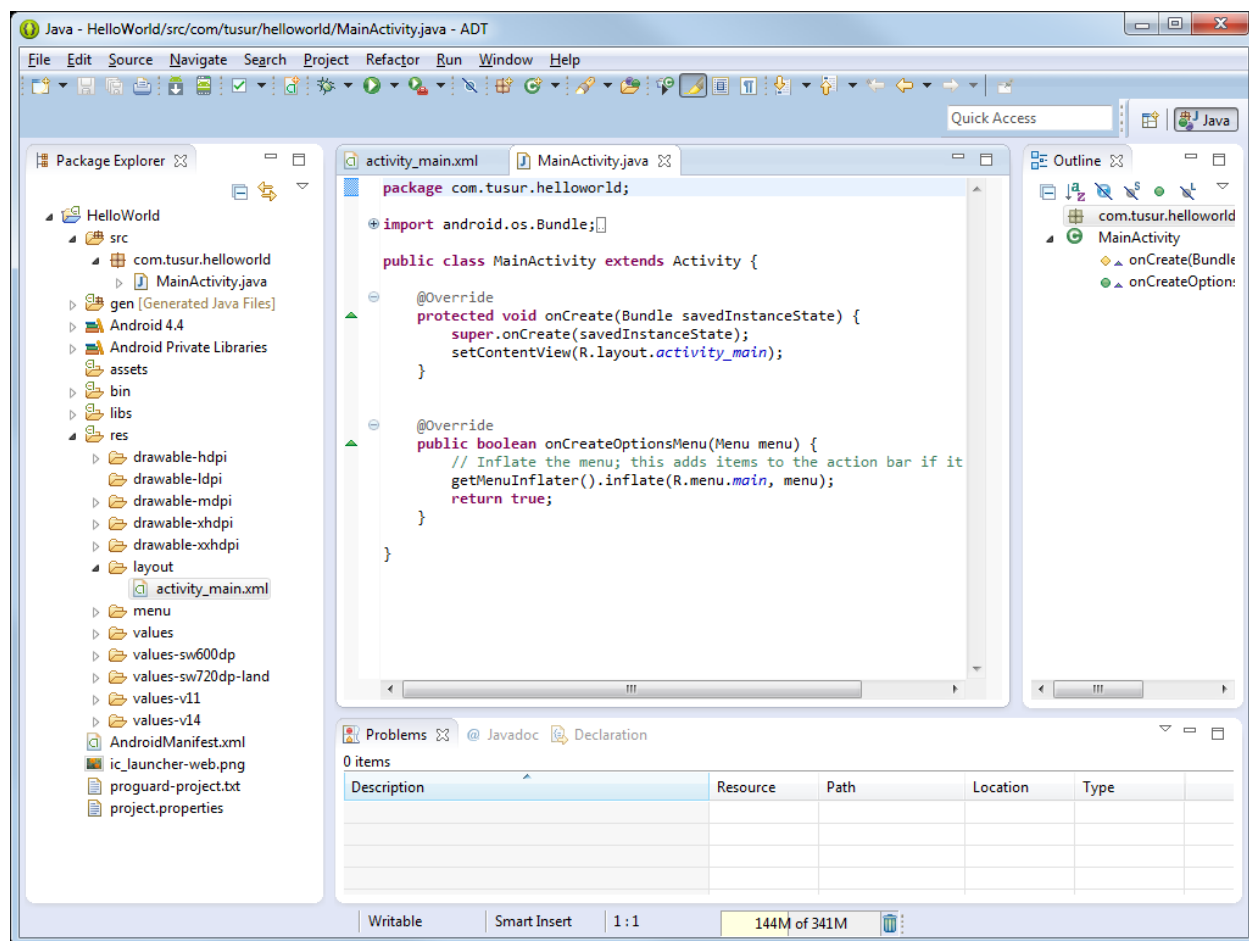 Java - HelloWorld/src/com/tusur/helloworld/MainActivity.java - ADT
File Edit Source Navigate Search Project Refactor Run Window Help
Quick Access
Java
Package Explorer
HelloWorld
src
com.tusur.helloworld
MainActivity.java
gen [Generated Java Files]
Android 4.4
Android Private Libraries
assets
bin
libs
res
drawable-hdpi
drawable-ldpi
drawable-mdpi
drawable-xhdpi
drawable-xxhdpi
layout
activity_main.xml
menu
values
values-sw600dp
values-sw720dp-land
values-v11
values-v14
AndroidManifest.xml
ic_launcher-web.png
proguard-project.txt
project.properties
activity_main.xml MainActivity.java
package com.tusur.helloworld;
import android.os.Bundle;
public class MainActivity extends Activity {
@Override
protected void onCreate(Bundle savedInstanceState) {
super.onCreate(savedInstanceState);
setContentView(R.layout.activity_main);
}
@Override
public boolean onCreateOptionsMenu(Menu menu) {
// Inflate the menu; this adds items to the action bar if it
getMenuInflater().inflate(R.menu.main, menu);
return true;
}
}
Outline
com.tusur.helloworld
MainActivity
onCreate(Bundle
onCreateOptions
Problems @ Javadoc Declaration
0 items
Description Resource Path Location Type
Writable Smart Insert 1 : 1 144M of 341M